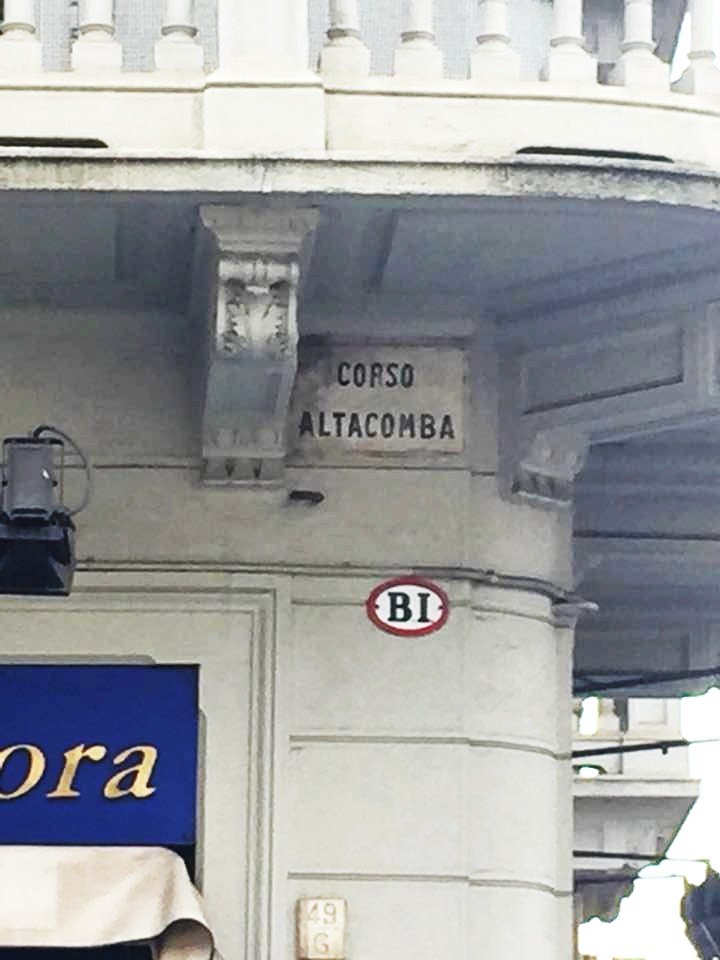 CORSO
ALTACOMBA
BI
ora
49
G